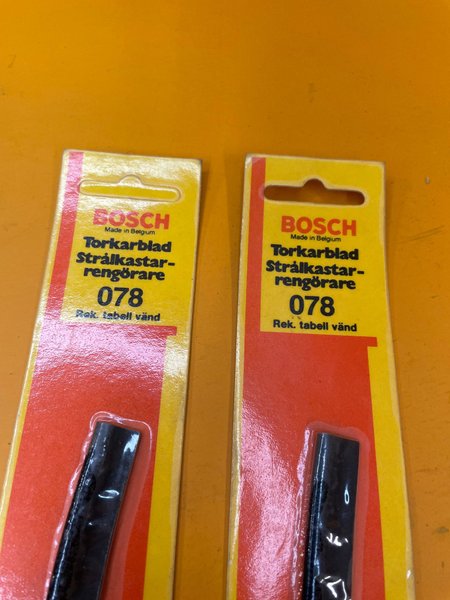 BOSCH
Made in Belgium
Torkarblad
Strålkastar-
rengörare
078
Rek. tabell vänd
BOSCH
Made in Belgium
Torkarblad
Strålkastar-
rengörare
078
Rek. tabell vänd